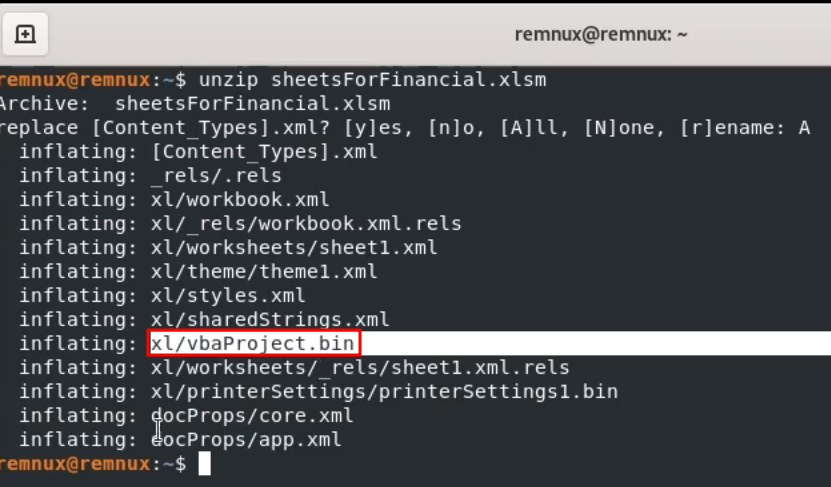 remnux@remnux: ~
remnux@remnux:~$ unzip sheetsForFinancial.xlsm
Archive:  sheetsForFinancial.xlsm
replace [Content_Types].xml? [y]es, [n]o, [A]ll, [N]one, [r]ename: A
  inflating: [Content_Types].xml
  inflating: _rels/.rels
  inflating: xl/workbook.xml
  inflating: xl/_rels/workbook.xml.rels
  inflating: xl/worksheets/sheet1.xml
  inflating: xl/theme/theme1.xml
  inflating: xl/styles.xml
  inflating: xl/sharedStrings.xml
  inflating: xl/vbaProject.bin
  inflating: xl/worksheets/_rels/sheet1.xml.rels
  inflating: xl/printerSettings/printerSettings1.bin
  inflating: docProps/core.xml
  inflating: docProps/app.xml
remnux@remnux:~$